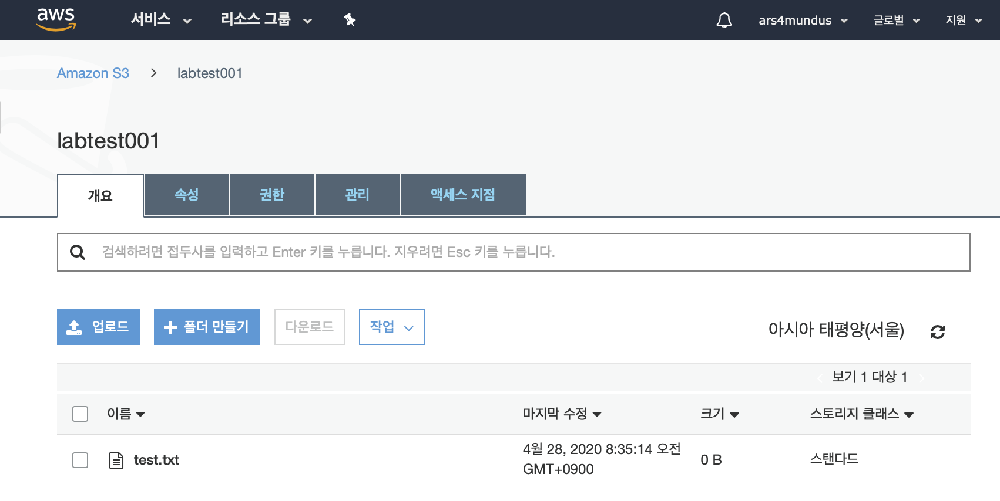 aws 서비스 리소스 그룹 ars4mundus 글로벌 지원
Amazon S3 > labtest001
labtest001
개요 속성 권한 관리 액세스 지점
검색하려면 접두사를 입력하고 Enter 키를 누릅니다. 지우려면 Esc 키를 누릅니다.
업로드 + 폴더 만들기 다운로드 작업 아시아 태평양(서울)
보기 1 대상 1
이름 마지막 수정 크기 스토리지 클래스
test.txt 4월 28, 2020 8:35:14 오전 0 B 스탠다드
GMT+0900